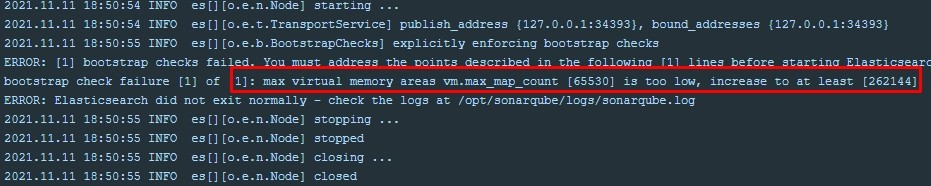 2021.11.11 18:50:54 INFO  es[][o.e.n.Node] starting ...
2021.11.11 18:50:54 INFO  es[][o.e.t.TransportService] publish_address {127.0.0.1:34393}, bound_addresses {127.0.0.1:34393}
2021.11.11 18:50:55 INFO  es[][o.e.b.BootstrapChecks] explicitly enforcing bootstrap checks
ERROR: [1] bootstrap checks failed. You must address the points described in the following [1] lines before starting Elasticsearc
bootstrap check failure [1] of [1]: max virtual memory areas vm.max_map_count [65530] is too low, increase to at least [262144]
ERROR: Elasticsearch did not exit normally - check the logs at /opt/sonarqube/logs/sonarqube.log
2021.11.11 18:50:55 INFO  es[][o.e.n.Node] stopping ...
2021.11.11 18:50:55 INFO  es[][o.e.n.Node] stopped
2021.11.11 18:50:55 INFO  es[][o.e.n.Node] closing ...
2021.11.11 18:50:55 INFO  es[][o.e.n.Node] closed